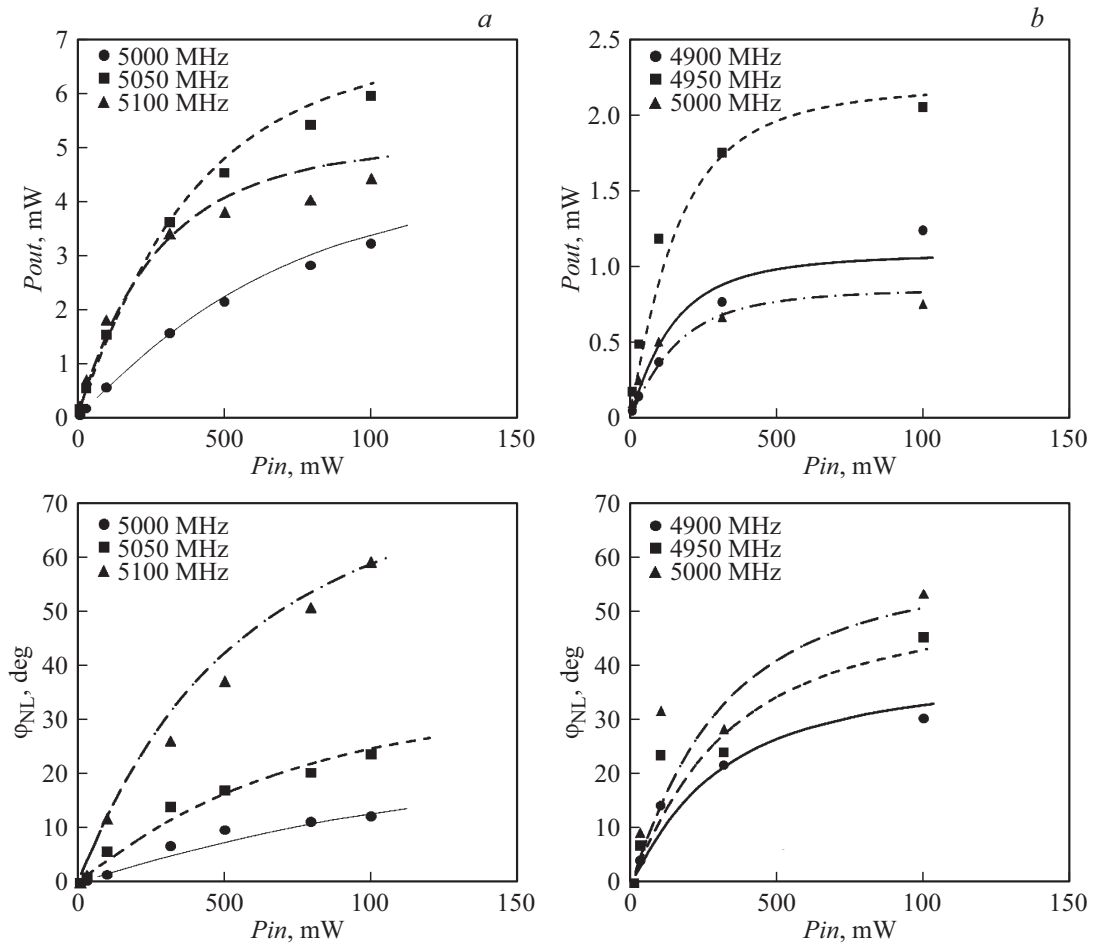 a
7
6
5
4
3
2
1
0
Pout, mW
5000 MHz
5050 MHz
5100 MHz
0
500
100
150
Pin, mW
b
2.5
2.0
1.5
1.0
0.5
0
Pout, mW
4900 MHz
4950 MHz
5000 MHz
0
500
100
150
Pin, mW
70
60
50
40
30
20
10
0
φNL, deg
5000 MHz
5050 MHz
5100 MHz
0
500
100
150
Pin, mW
70
60
50
40
30
20
10
0
φNL, deg
4900 MHz
4950 MHz
5000 MHz
0
500
100
150
Pin, mW